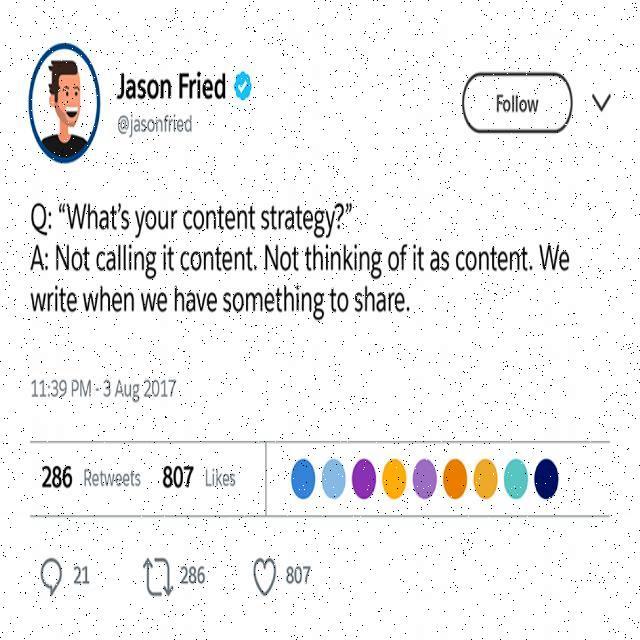 Jason Fried
@jasonfried
Follow
Q: “What’s your content strategy?”
A: Not calling it content. Not thinking of it as content. We
write when we have something to share.
11:39 PM - 3 Aug 2017
286 Retweets 807 Likes
21 286 807